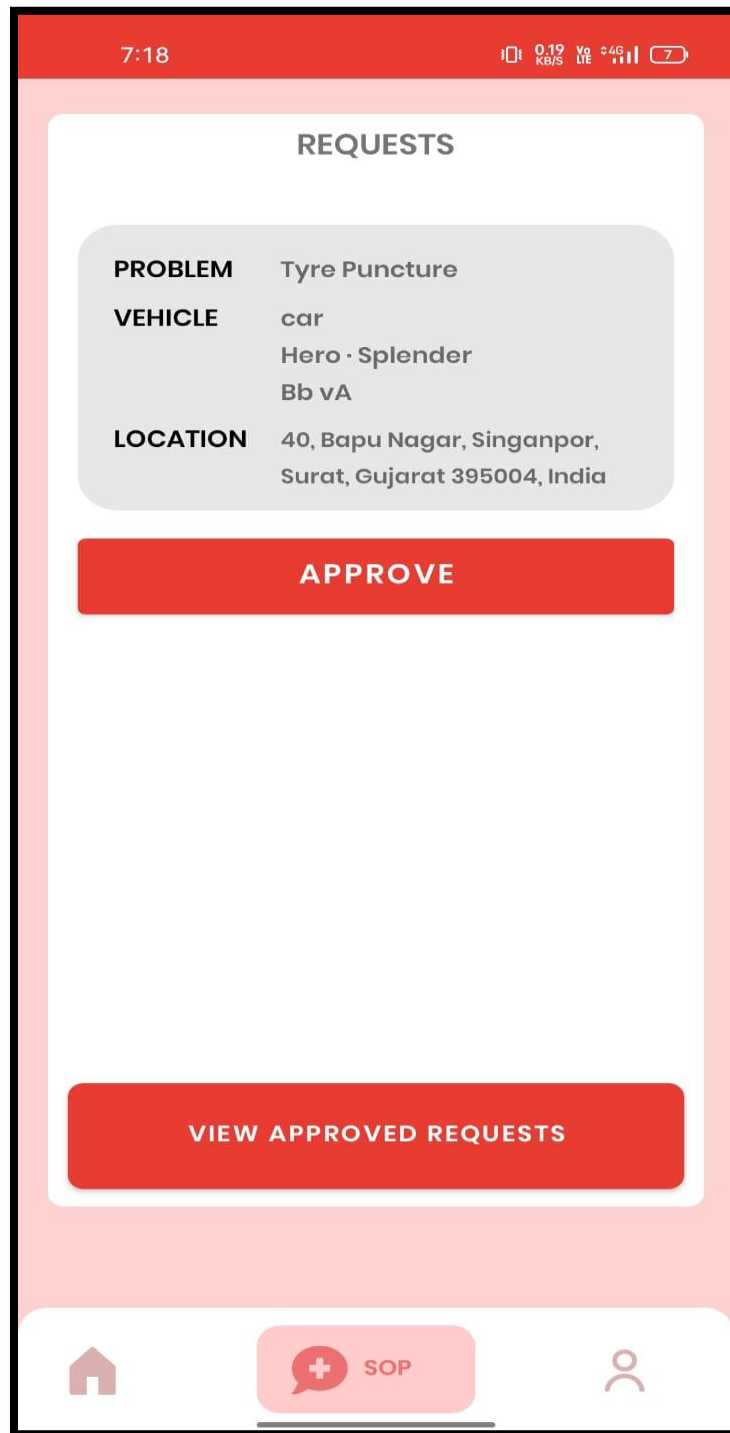 7:18 0.19 KB/S Vo LTE 4G 7
REQUESTS
PROBLEM Tyre Puncture
VEHICLE car
Hero · Splender
Bb vA
LOCATION 40, Bapu Nagar, Singanpor,
Surat, Gujarat 395004, India
APPROVE
VIEW APPROVED REQUESTS
SOP